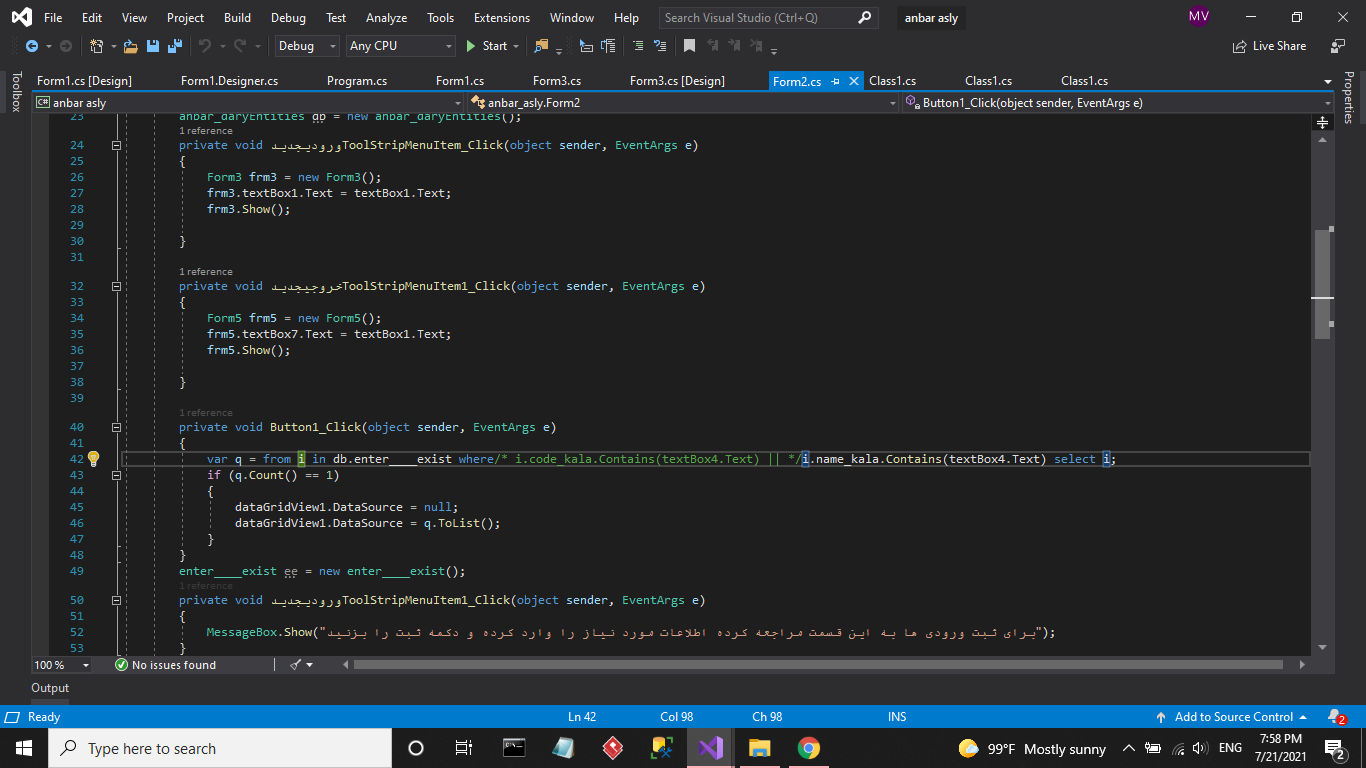 File Edit View Project Build Debug Test Analyze Tools Extensions Window Help Search Visual Studio (Ctrl+Q) anbar asly MV
Debug Any CPU Start Live Share
Form1.cs [Design] Form1.Designer.cs Program.cs Form1.cs Form3.cs Form3.cs [Design] Form2.cs Class1.cs Class1.cs Class1.cs
Toolbox
Properties
C# anbar asly anbar_asly.Form2 Button1_Click(object sender, EventArgs e)
23 anbar_daryEntities db = new anbar_daryEntities();
1 reference
24 private void ورودیجدیدToolStripMenuItem_Click(object sender, EventArgs e)
25 {
26 Form3 frm3 = new Form3();
27 frm3.textBox1.Text = textBox1.Text;
28 frm3.Show();
29
30 }
31
1 reference
32 private void خروجیجدیدToolStripMenuItem1_Click(object sender, EventArgs e)
33 {
34 Form5 frm5 = new Form5();
35 frm5.textBox7.Text = textBox1.Text;
36 frm5.Show();
37
38 }
39
1 reference
40 private void Button1_Click(object sender, EventArgs e)
41 {
42 var q = from i in db.enter____exist where/* i.code_kala.Contains(textBox4.Text) || */i.name_kala.Contains(textBox4.Text) select i;
43 if (q.Count() == 1)
44 {
45 dataGridView1.DataSource = null;
46 dataGridView1.DataSource = q.ToList();
47 }
48 }
49 enter____exist ee = new enter____exist();
1 reference
50 private void ورودیجدیدToolStripMenuItem1_Click(object sender, EventArgs e)
51 {
52 MessageBox.Show("برای ثبت ورودی ها به این قسمت مراجعه کرده اطلاعات مورد نیاز را وارد کرده و دکمه ثبت را بزنید");
53 }
100 % No issues found
Output
Ready Ln 42 Col 98 Ch 98 INS Add to Source Control 2
Type here to search 99°F Mostly sunny ENG 7:58 PM
7/21/2021 2